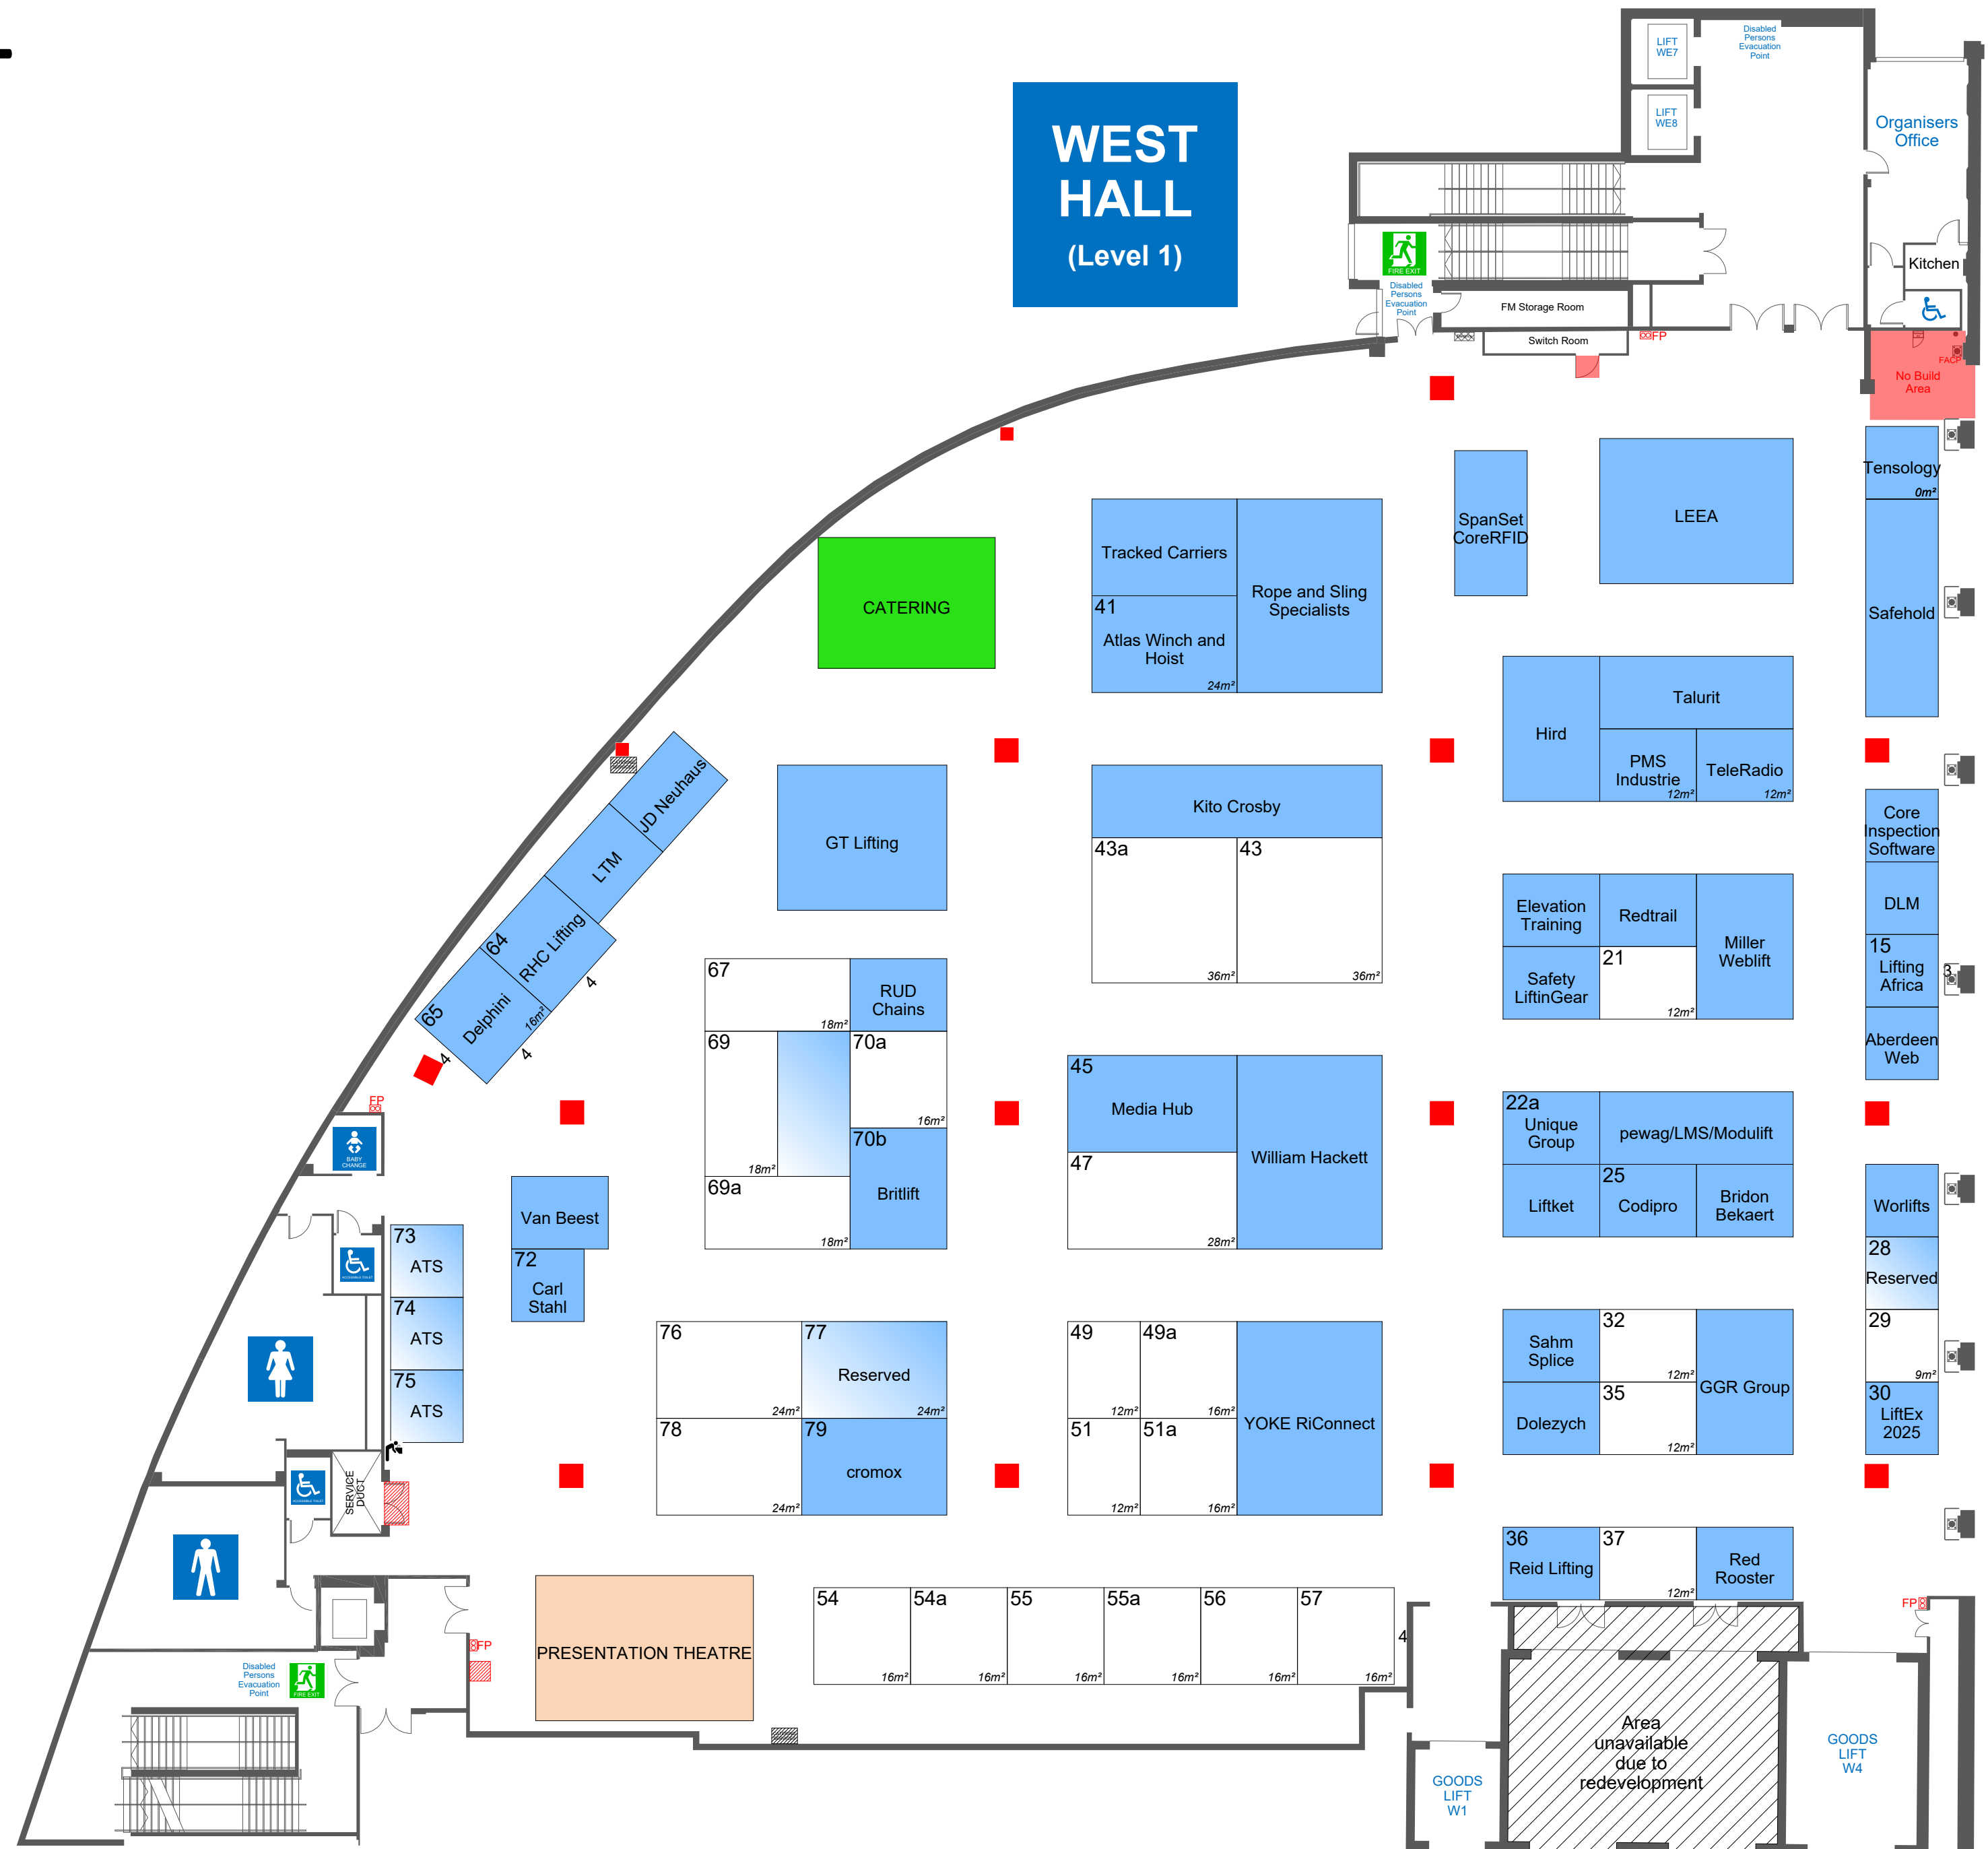 WEST
HALL
(Level 1)
LIFT
WE7
LIFT
WE8
Disabled
Persons
Evacuation
Point
Organisers
Office
Kitchen
FIRE EXIT
Disabled
Persons
Evacuation
Point
FM Storage Room
Switch Room
FP
FACP
No Build
Area
Tensology
0m²
Safehold
LEEA
SpanSet
CoreRFID
Tracked Carriers
41
Atlas Winch and
Hoist
24m²
Rope and Sling
Specialists
CATERING
Hird
Talurit
PMS
Industrie
12m²
TeleRadio
12m²
JD Neuhaus
LTM
64
RHC Lifting
4
65
Delphini
16m²
4
4
GT Lifting
Kito Crosby
43a
36m²
43
36m²
Core
Inspection
Software
DLM
15
Lifting
Africa
3
Aberdeen
Web
Elevation
Training
Redtrail
Miller
Weblift
Safety
LiftinGear
21
12m²
67
18m²
RUD
Chains
69
18m²
70a
16m²
70b
Britlift
69a
18m²
45
Media Hub
47
28m²
William Hackett
22a
Unique
Group
pewag/LMS/Modulift
Liftket
25
Codipro
Bridon
Bekaert
Worlifts
28
Reserved
29
9m²
30
LiftEx
2025
FP
BABY
CHANGE
Van Beest
72
Carl
Stahl
73
ATS
74
ATS
75
ATS
76
24m²
77
Reserved
24m²
78
24m²
79
cromox
49
12m²
49a
16m²
51
12m²
51a
16m²
YOKE RiConnect
Sahm
Splice
32
12m²
GGR Group
Dolezych
35
12m²
SERVICE
DUCT
36
Reid Lifting
37
12m²
Red
Rooster
PRESENTATION THEATRE
54
16m²
54a
16m²
55
16m²
55a
16m²
56
16m²
57
16m²
4
FP
FP
Disabled
Persons
Evacuation
Point
FIRE EXIT
GOODS
LIFT
W1
Area
unavailable
due to
redevelopment
GOODS
LIFT
W4